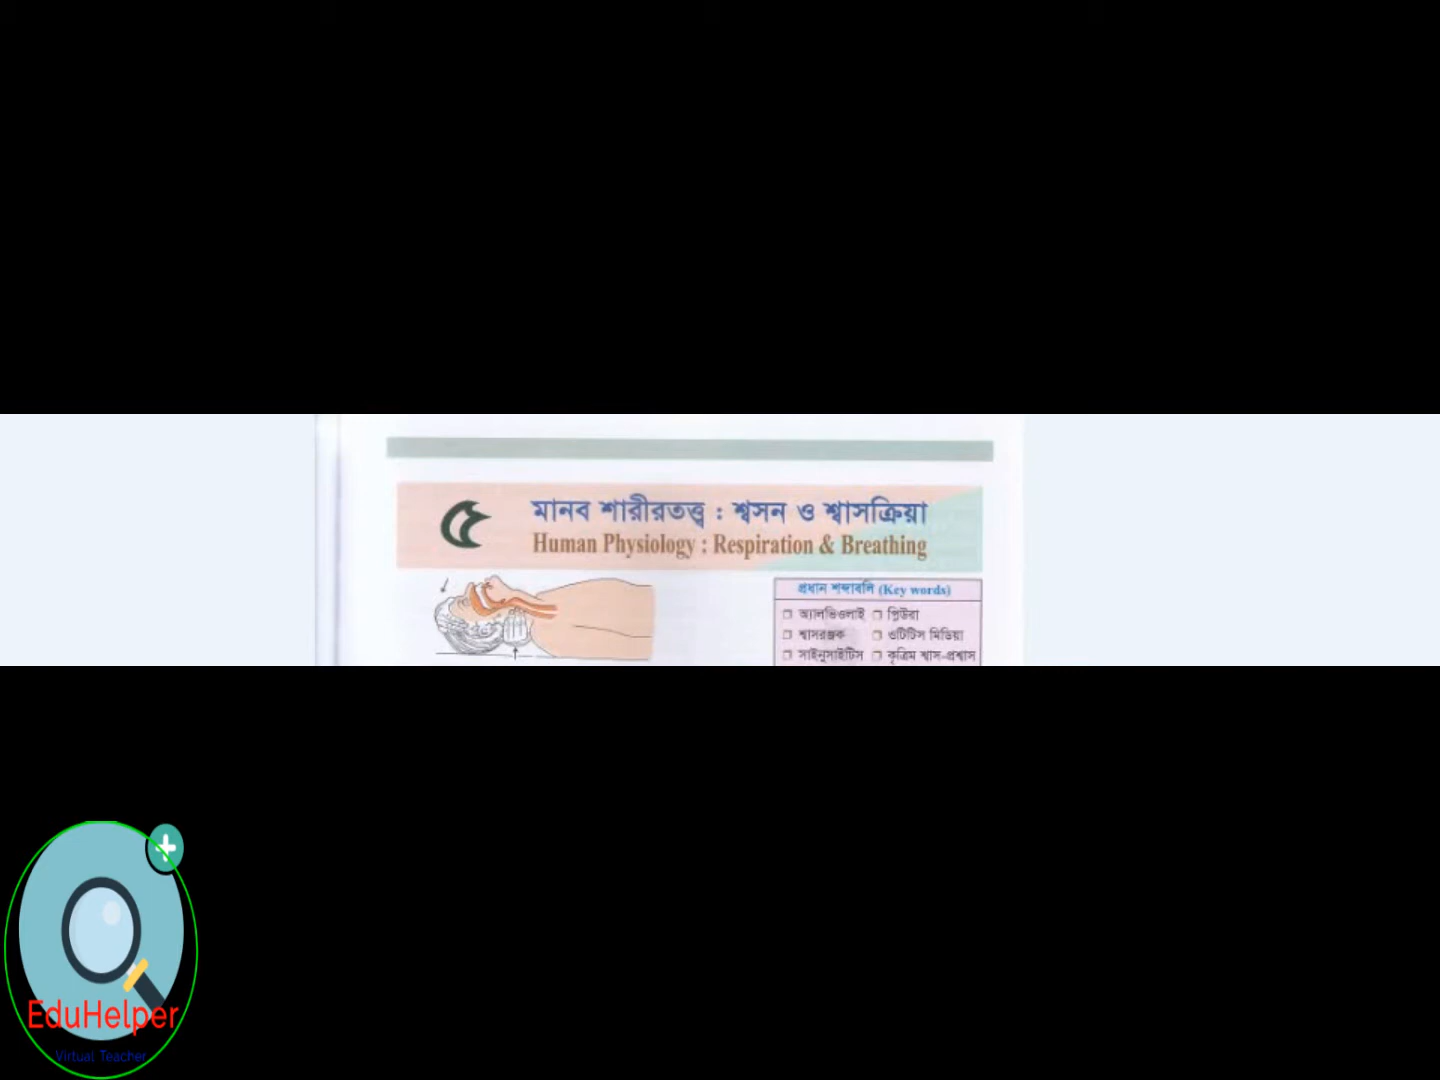 ৫
মানব শারীরতত্ত্ব : শ্বসন ও শ্বাসক্রিয়া
Human Physiology : Respiration & Breathing
প্রধান শব্দাবলি (Key words)
অ্যালভিওলাই প্লিউরা
শ্বাসরঞ্জক ওটিটিস মিডিয়া
সাইনুসাইটিস কৃত্রিম শ্বাস-প্রশ্বাস
EduHelper
Virtual Teacher